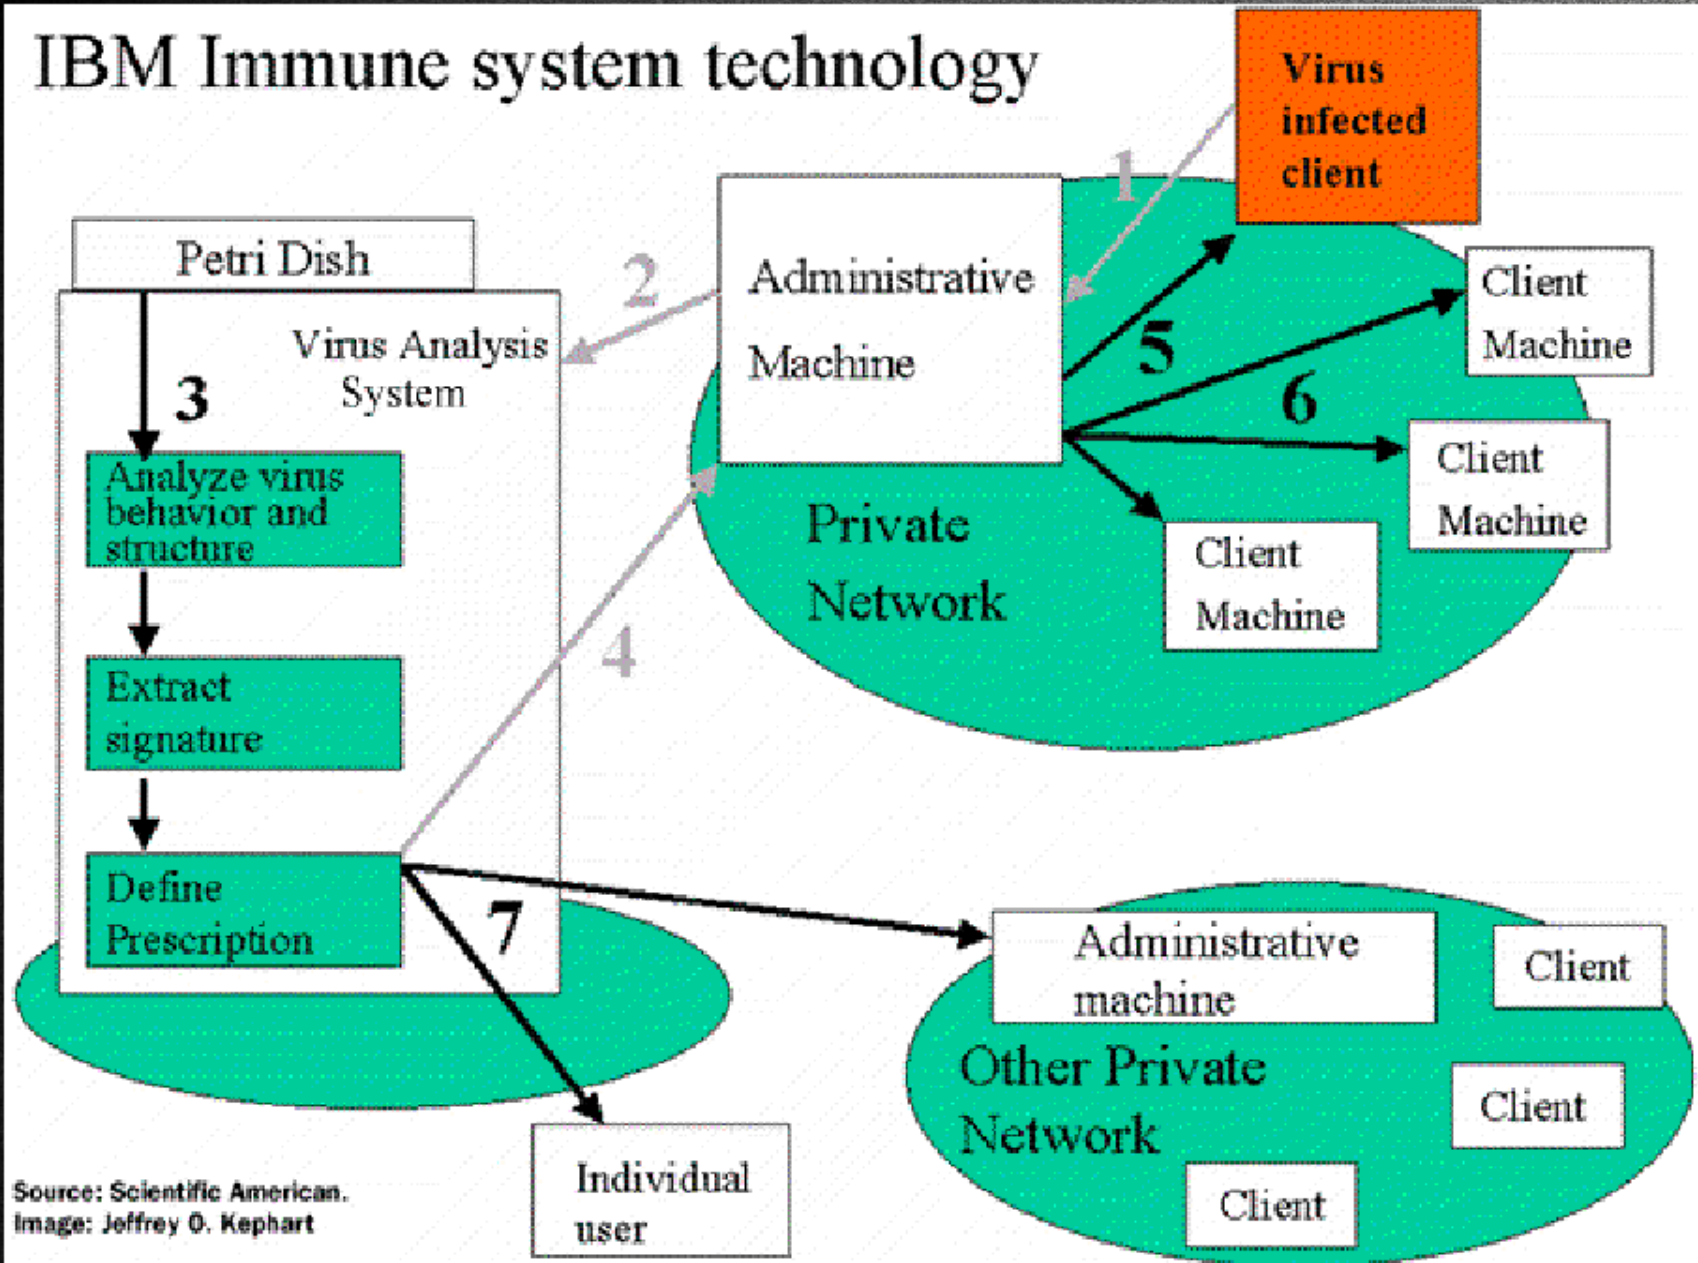 IBM Immune system technology
Virus
infected
client
1
Petri Dish
2
Administrative
Machine
Client
Machine
Virus Analysis
System
5
3
6
Analyze virus
behavior and
structure
Client
Machine
Private
Network
Client
Machine
4
Extract
signature
Define
Prescription
7
Administrative
machine
Client
Other Private
Network
Client
Individual
user
Client
Source: Scientific American.
Image: Jeffrey O. Kephart